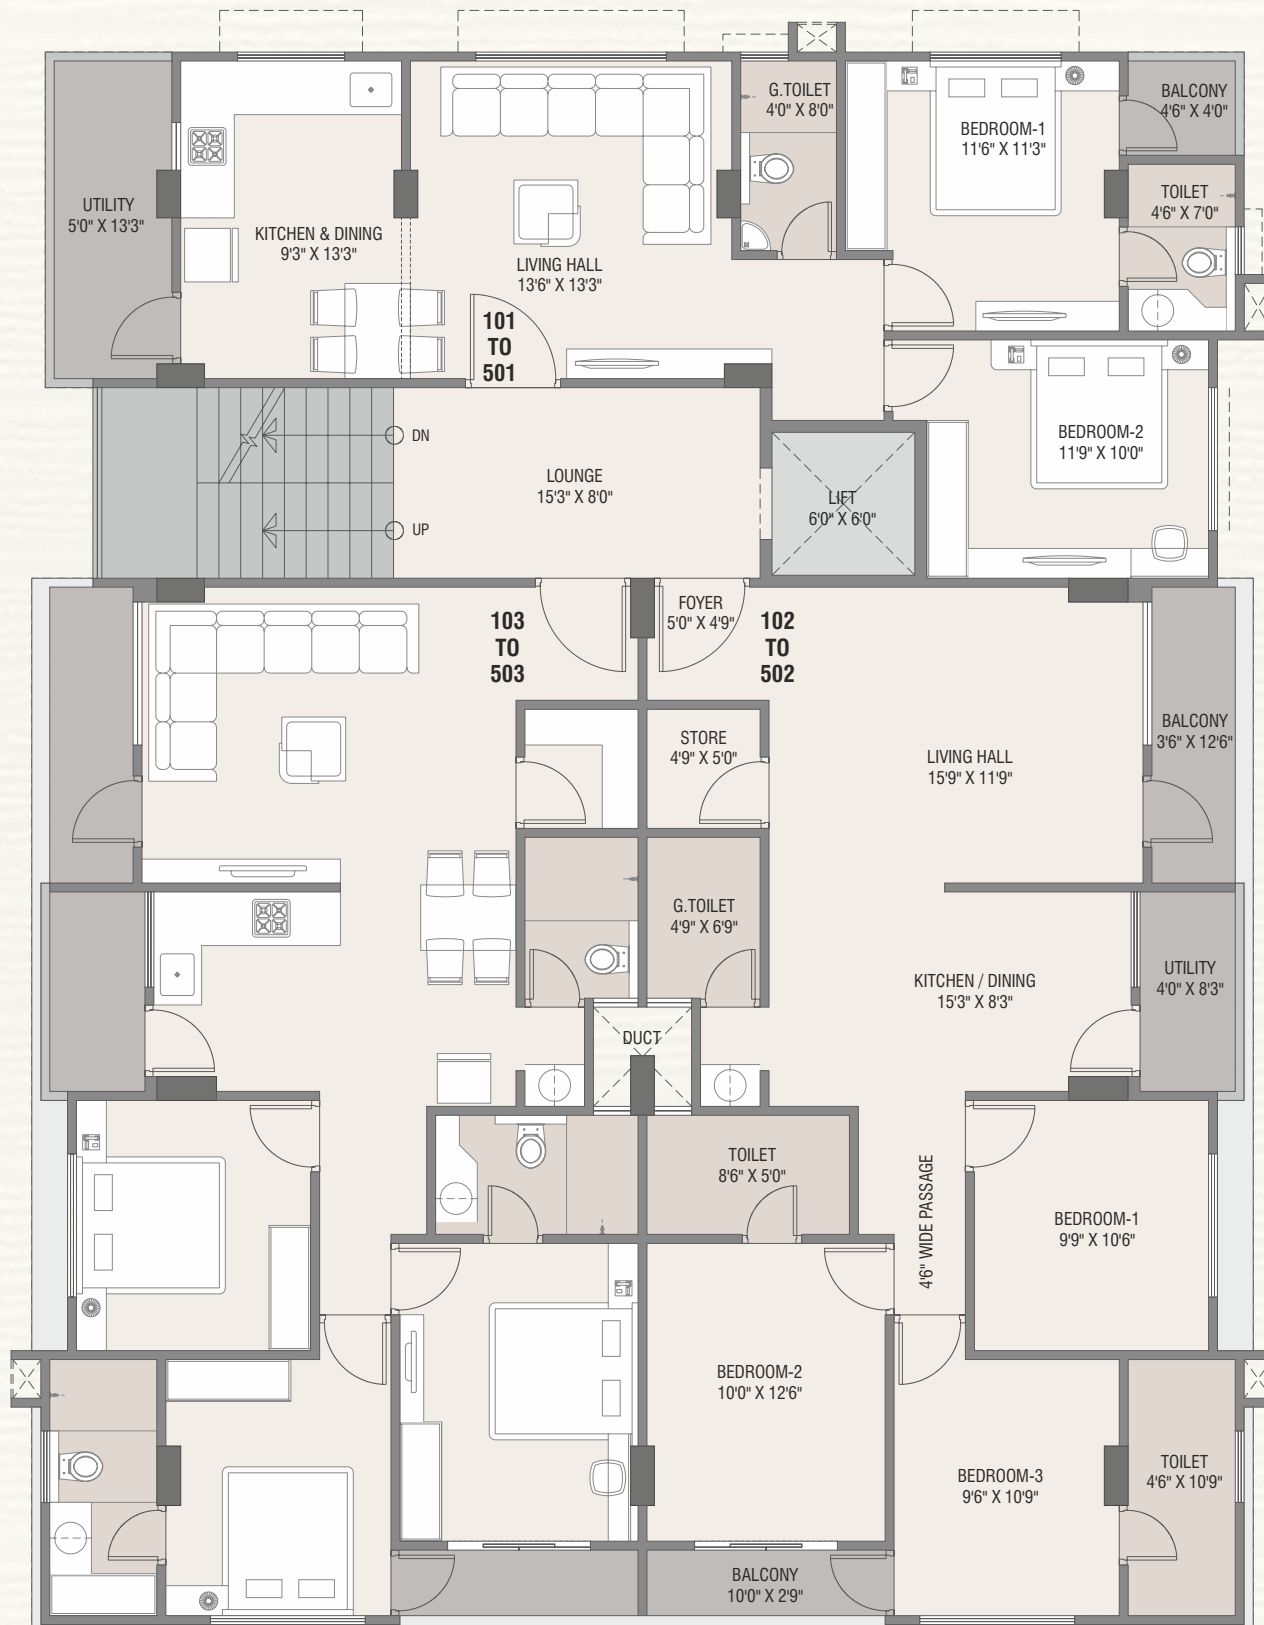 G.TOILET
4'0" X 8'0"
BEDROOM-1
11'6" X 11'3"
BALCONY
4'6" X 4'0"
UTILITY
5'0" X 13'3"
KITCHEN & DINING
9'3" X 13'3"
LIVING HALL
13'6" X 13'3"
TOILET
4'6" X 7'0"
101
TO
501
DN
UP
LOUNGE
15'3" X 8'0"
LIFT
6'0" X 6'0"
BEDROOM-2
11'9" X 10'0"
103
TO
503
FOYER
5'0" X 4'9"
102
TO
502
STORE
4'9" X 5'0"
LIVING HALL
15'9" X 11'9"
BALCONY
3'6" X 12'6"
G.TOILET
4'9" X 6'9"
KITCHEN / DINING
15'3" X 8'3"
UTILITY
4'0" X 8'3"
DUCT
TOILET
8'6" X 5'0"
4'6" WIDE PASSAGE
BEDROOM-1
9'9" X 10'6"
BEDROOM-2
10'0" X 12'6"
BEDROOM-3
9'6" X 10'9"
TOILET
4'6" X 10'9"
BALCONY
10'0" X 2'9"